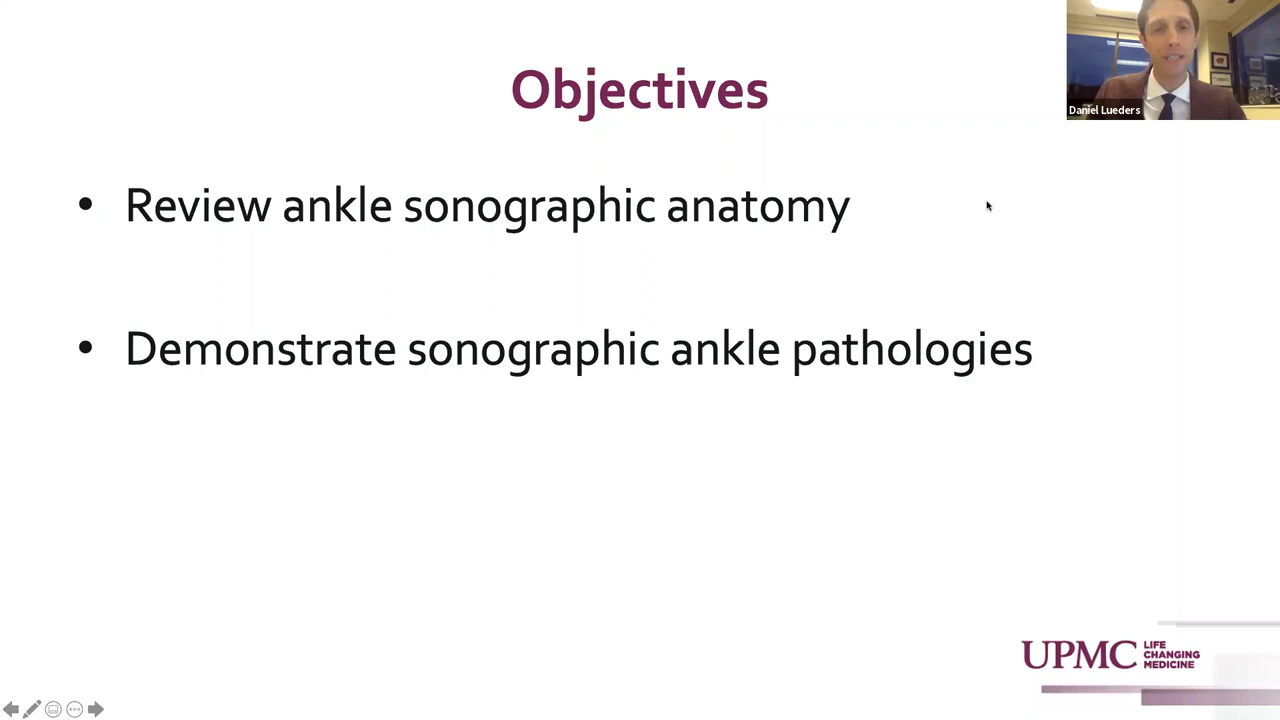 Objectives
Daniel Lueders
• Review ankle sonographic anatomy
• Demonstrate sonographic ankle pathologies
UPMC LIFE
CHANGING
MEDICINE